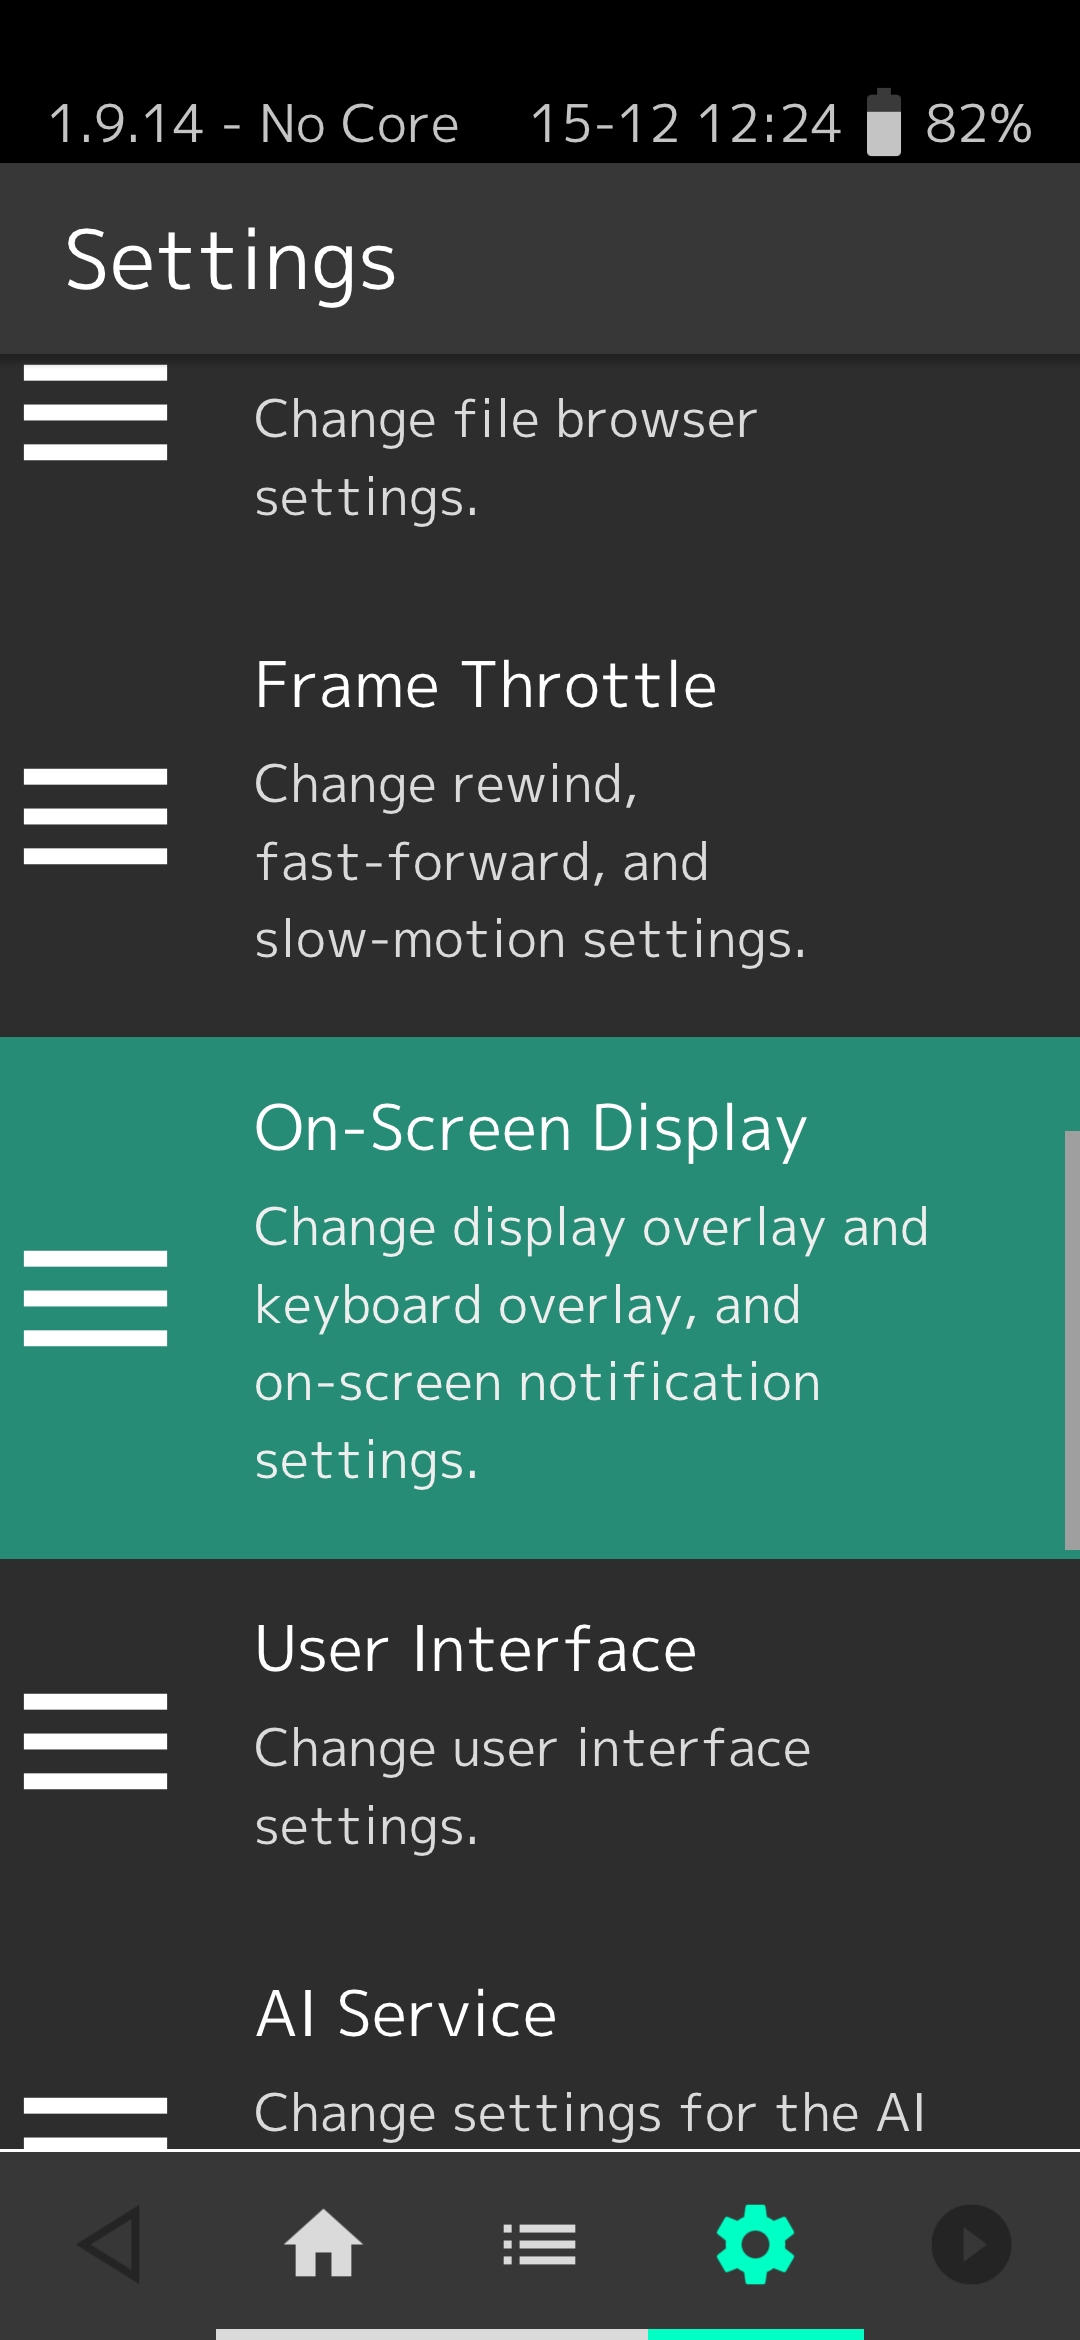 1.9.14 - No Core 15-12 12:24 82%
Settings
Change file browser
settings.
Frame Throttle
Change rewind,
fast-forward, and
slow-motion settings.
On-Screen Display
Change display overlay and
keyboard overlay, and
on-screen notification
settings.
User Interface
Change user interface
settings.
AI Service
Change settings for the AI